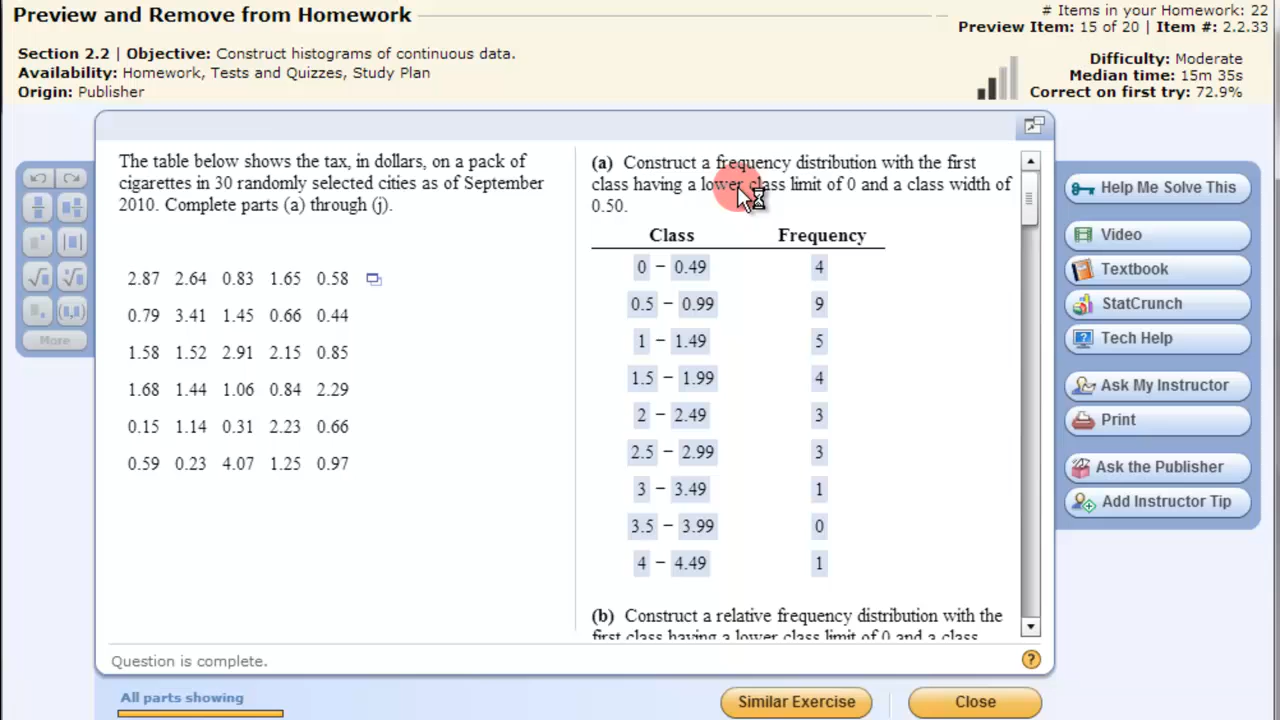 Preview and Remove from Homework
# Items in your Homework: 22
Preview Item: 15 of 20 | Item #: 2.2.33
Section 2.2 | Objective: Construct histograms of continuous data.
Availability: Homework, Tests and Quizzes, Study Plan
Origin: Publisher
Difficulty: Moderate
Median time: 15m 35s
Correct on first try: 72.9%
More
The table below shows the tax, in dollars, on a pack of
cigarettes in 30 randomly selected cities as of September
2010. Complete parts (a) through (j).
2.87 2.64 0.83 1.65 0.58
0.79 3.41 1.45 0.66 0.44
1.58 1.52 2.91 2.15 0.85
1.68 1.44 1.06 0.84 2.29
0.15 1.14 0.31 2.23 0.66
0.59 0.23 4.07 1.25 0.97
(a) Construct a frequency distribution with the first
class having a lower class limit of 0 and a class width of
0.50.
Class Frequency
0 – 0.49 4
0.5 – 0.99 9
1 – 1.49 5
1.5 – 1.99 4
2 – 2.49 3
2.5 – 2.99 3
3 – 3.49 1
3.5 – 3.99 0
4 – 4.49 1
(b) Construct a relative frequency distribution with the
first class having a lower class limit of 0 and a class
Help Me Solve This
Video
Textbook
StatCrunch
Tech Help
Ask My Instructor
Print
Ask the Publisher
Add Instructor Tip
Question is complete.
?
All parts showing
Similar Exercise
Close